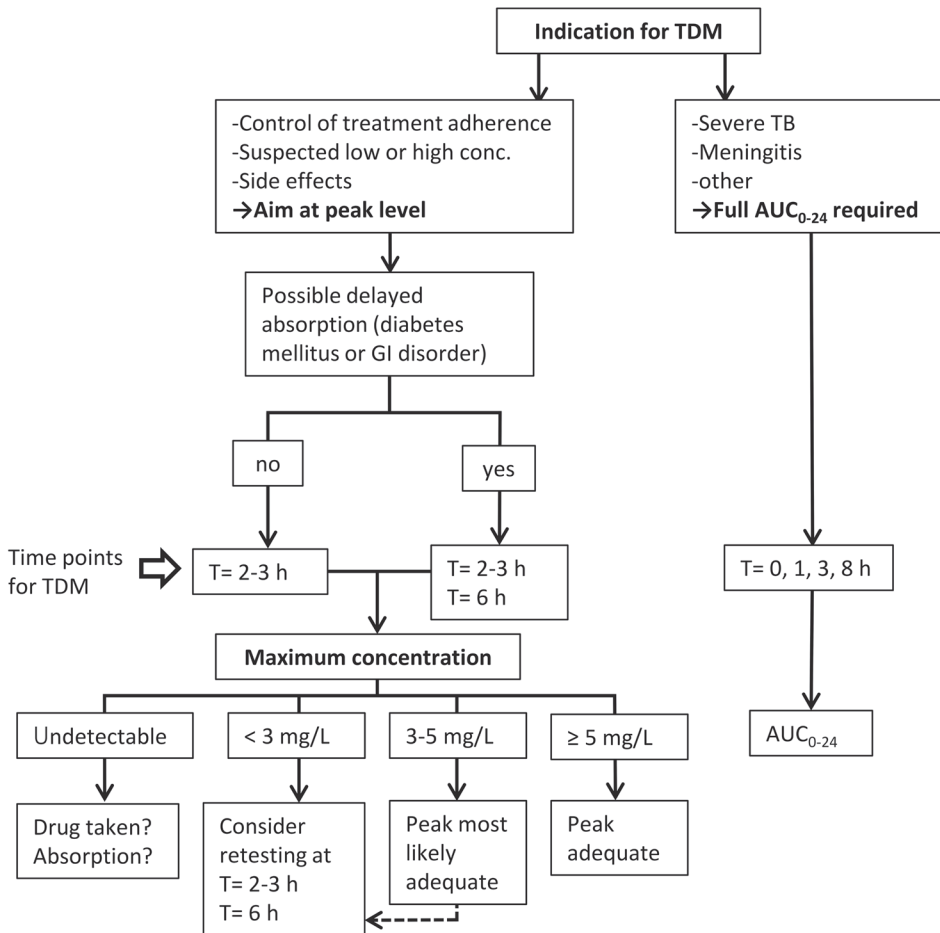 Indication for TDM
-Control of treatment adherence
-Suspected low or high conc.
-Side effects
→Aim at peak level
-Severe TB
-Meningitis
-other
→Full AUC₀₋₂₄ required
Possible delayed
absorption (diabetes
mellitus or GI disorder)
no
yes
Time points
for TDM
T= 2-3 h
T= 2-3 h
T= 6 h
T= 0, 1, 3, 8 h
Maximum concentration
Undetectable
< 3 mg/L
3-5 mg/L
≥ 5 mg/L
AUC₀₋₂₄
Drug taken?
Absorption?
Consider
retesting at
T= 2-3 h
T= 6 h
Peak most
likely
adequate
Peak
adequate